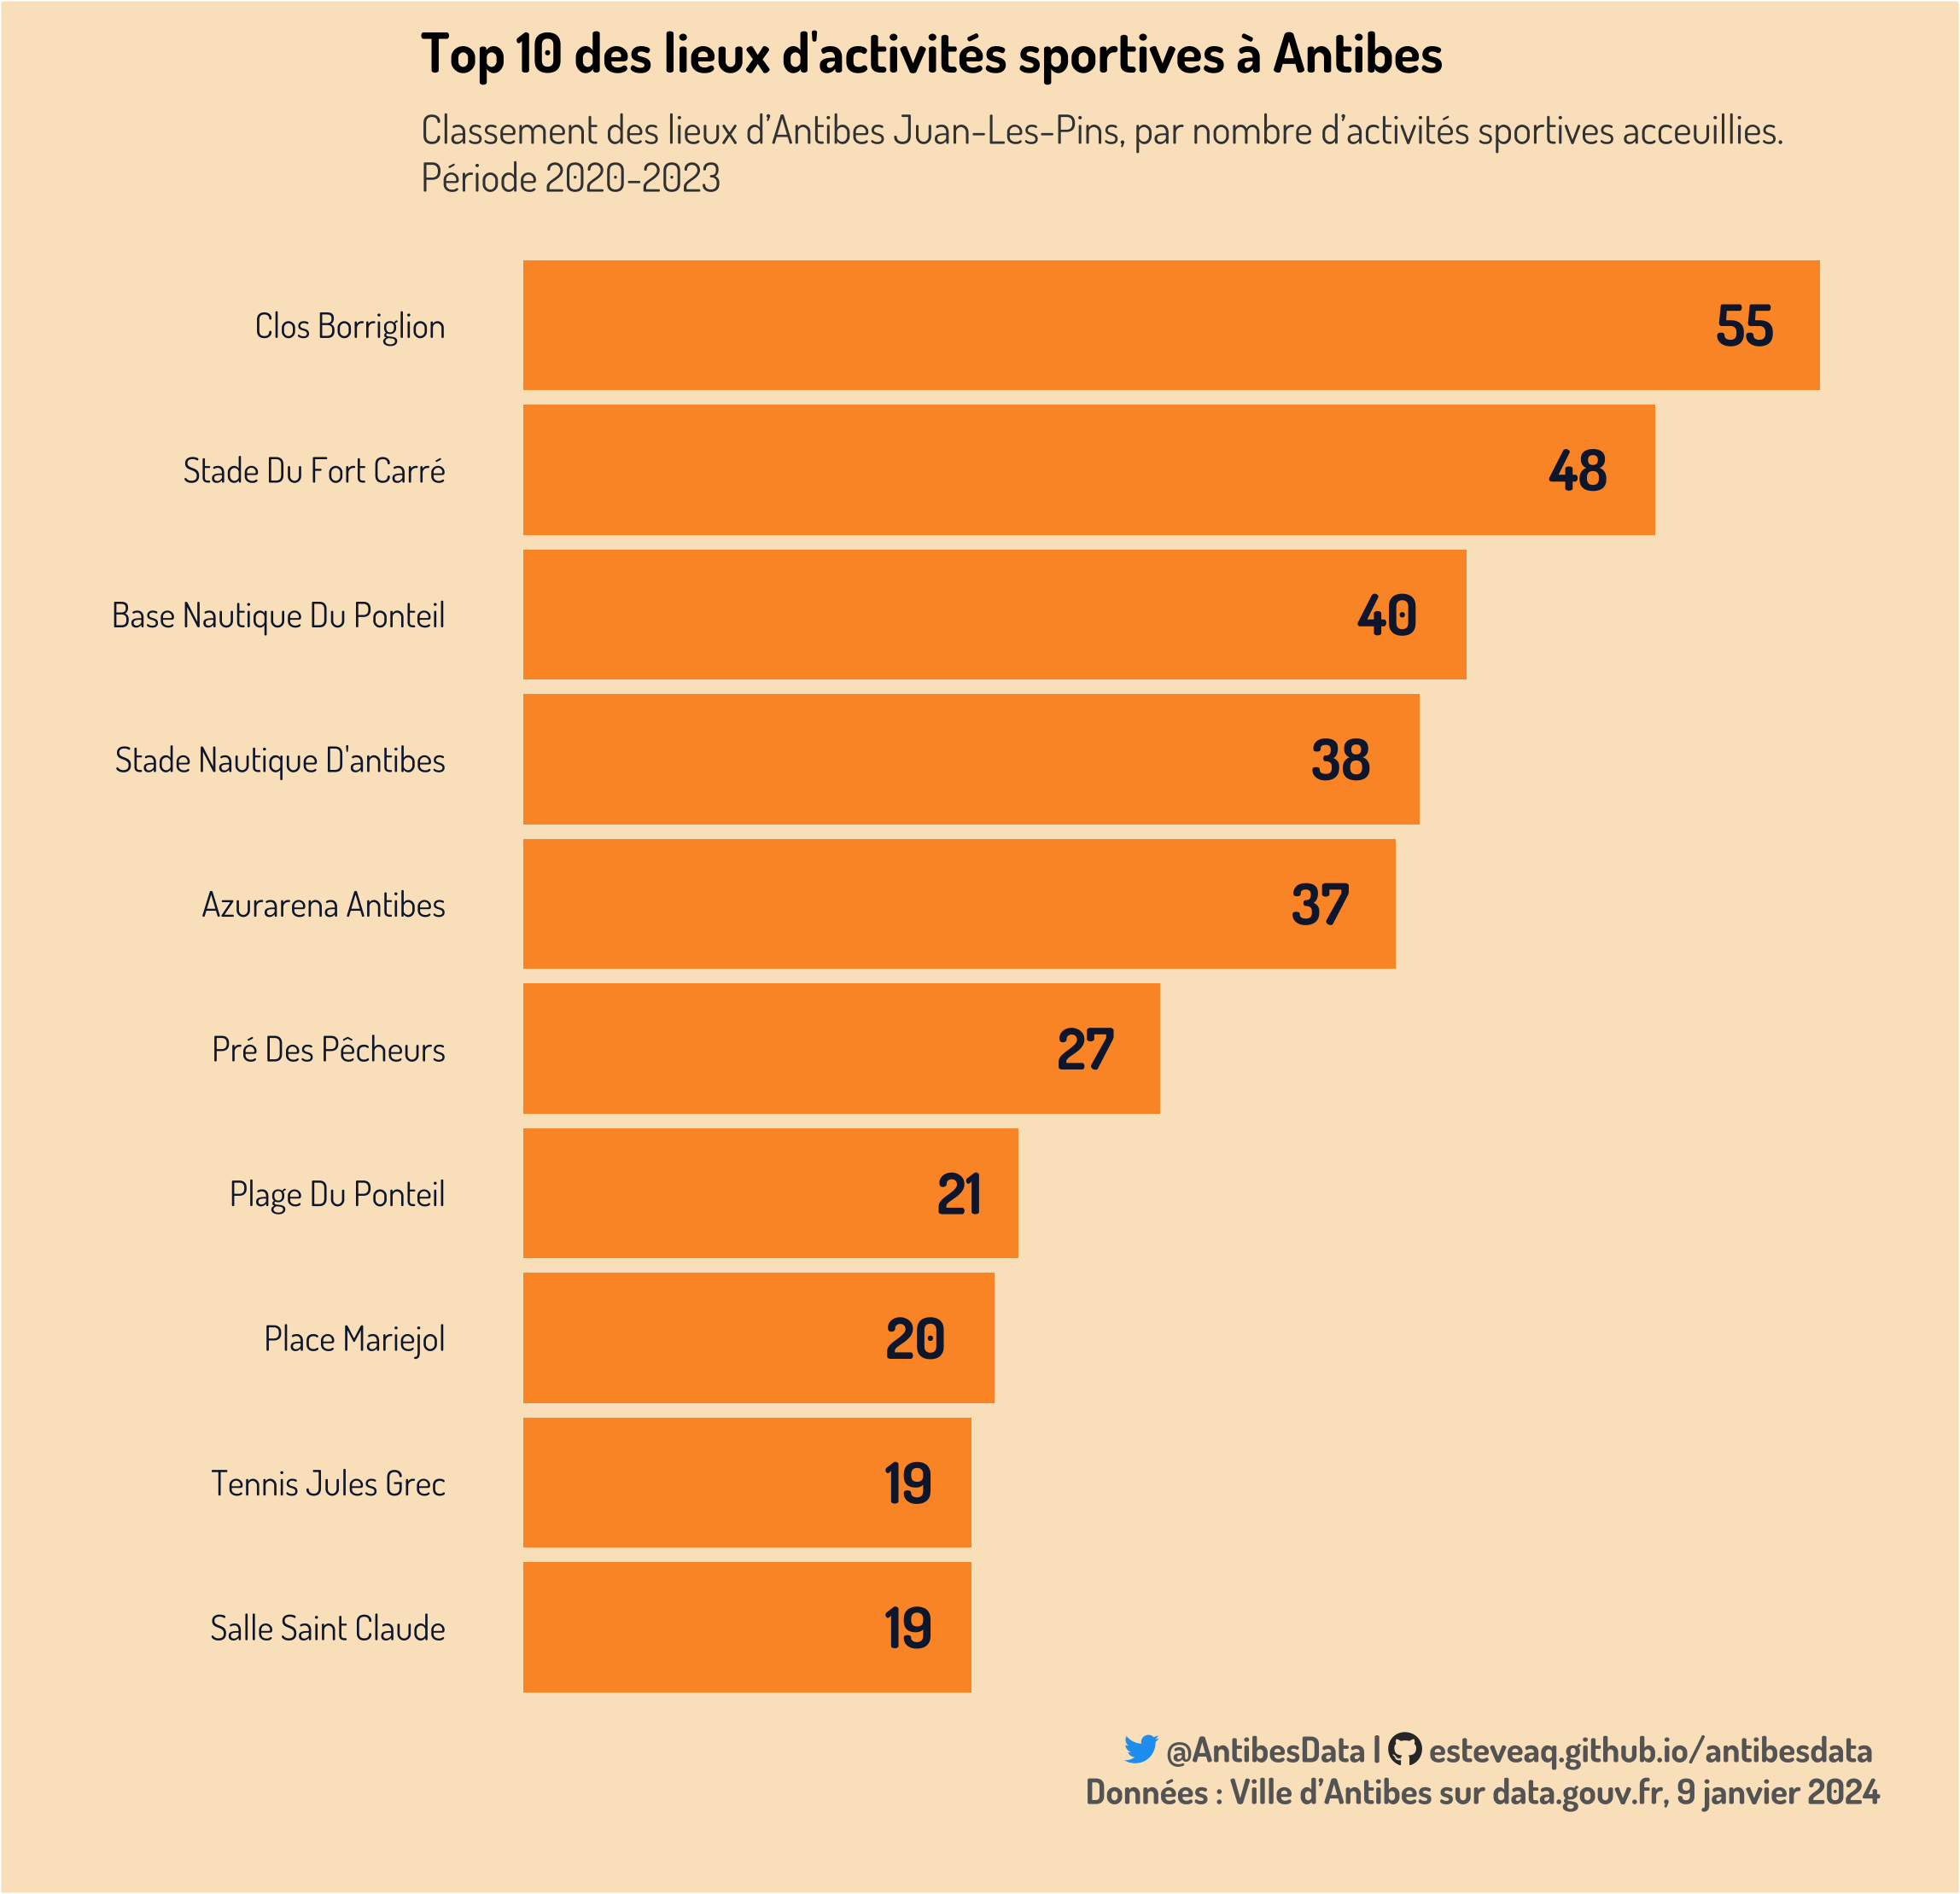 Top 10 des lieux d'activités sportives à Antibes
Classement des lieux d’Antibes Juan-Les-Pins, par nombre d’activités sportives acceuillies.
Période 2020-2023
Clos Borriglion 55
Stade Du Fort Carré 48
Base Nautique Du Ponteil 40
Stade Nautique D'antibes 38
Azurarena Antibes 37
Pré Des Pêcheurs 27
Plage Du Ponteil 21
Place Mariejol 20
Tennis Jules Grec 19
Salle Saint Claude 19
@AntibesData | esteveaq.github.io/antibesdata
Données : Ville d’Antibes sur data.gouv.fr, 9 janvier 2024